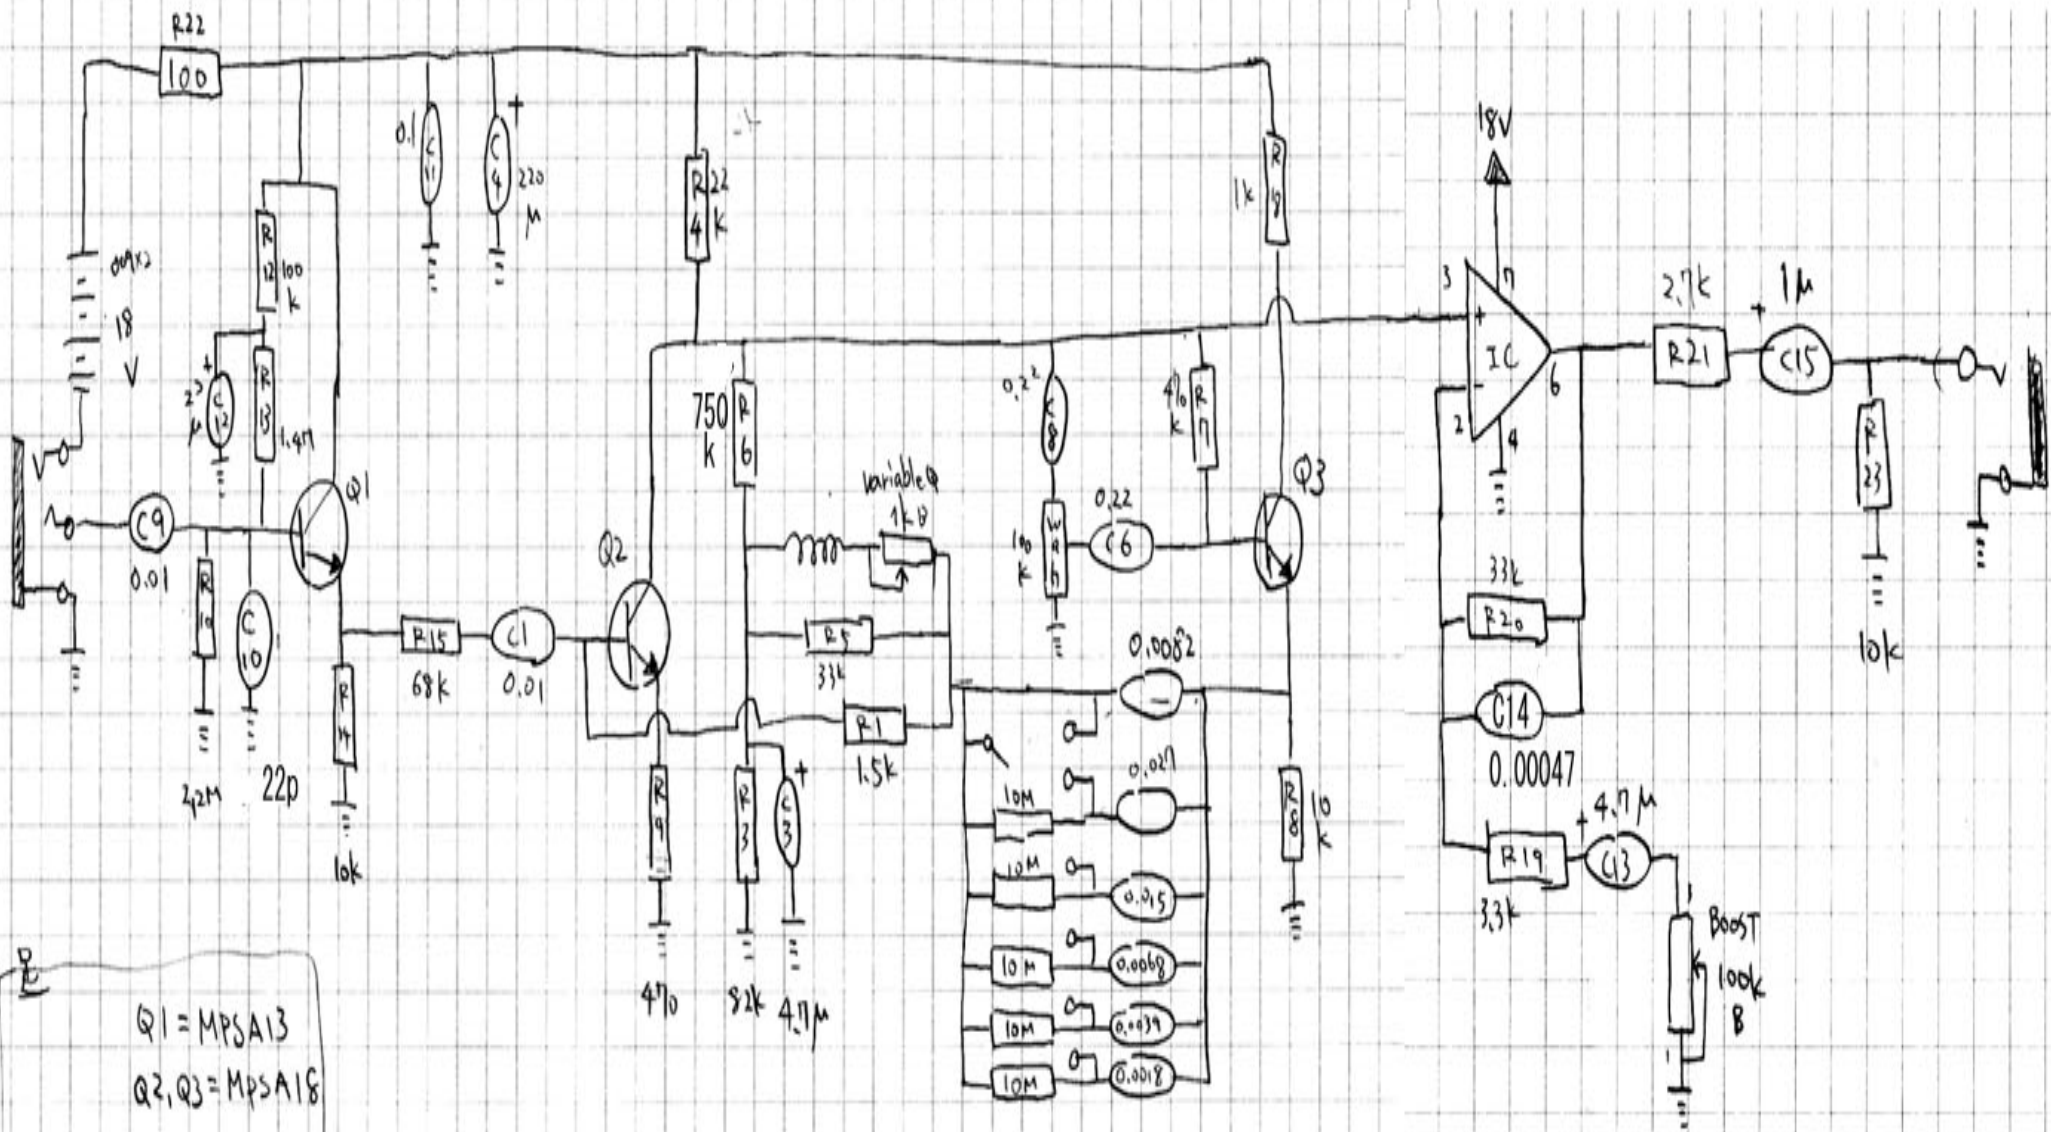 R22
100
0.1
C
11
+
C
4
220
μ
R
4
22
k
1k
R
18V
R
12
100
k
18
V
+
C
12
μ
R
13
Q1
C9
0.01
R
10
2,2M
C
10
22p
R
14
10k
R15
68k
C1
0.01
Q2
750
k
R
6
Variable Q
1kB
R5
33k
R1
1.5k
R
9
470
R
3
82k
+
C
3
4.7μ
0.22
C8
Wah
100
k
0.22
C6
470
k
R
7
Q3
0.0082
10M
0.027
10M
0.015
10M
0.0068
10M
0.0039
10M
0.0018
R
8
10
k
3
7
+
IC
-
2
4
6
2.7k
R21
+
1μ
C15
R
23
10k
33k
R20
C14
0.00047
R19
3.3k
+
4.7μ
C13
BOOST
100k
B
Q1=MPSA13
Q2,Q3=MPSA18